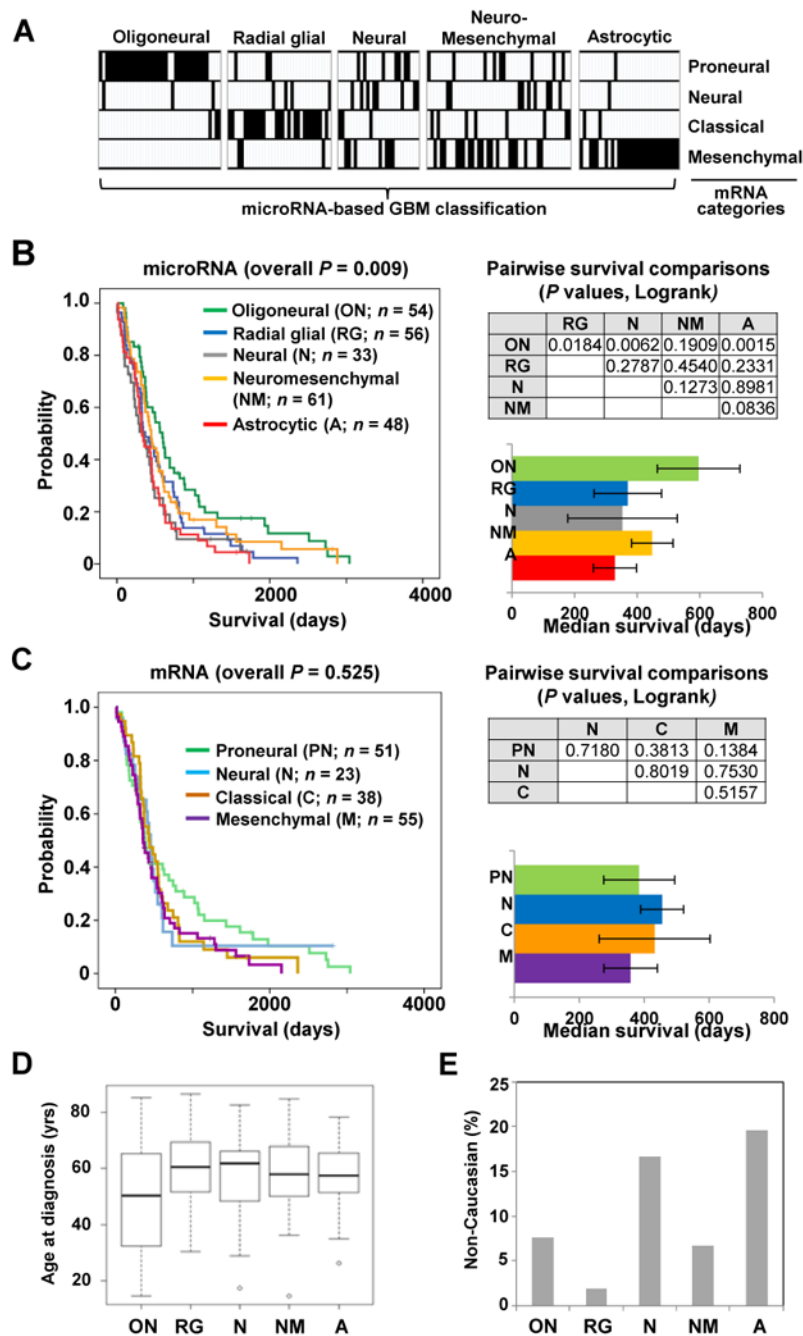 A
Oligoneural Radial glial Neural Neuro-
Mesenchymal Astrocytic
Proneural
Neural
Classical
Mesenchymal
microRNA-based GBM classification
mRNA
categories
B
microRNA (overall P = 0.009)
Probability
1.0
0.8
0.6
0.4
0.2
0
Oligoneural (ON; n = 54)
Radial glial (RG; n = 56)
Neural (N; n = 33)
Neuromesenchymal
(NM; n = 61)
Astrocytic (A; n = 48)
0 2000 4000
Survival (days)
Pairwise survival comparisons
(P values, Logrank)
RG N NM A
ON 0.0184 0.0062 0.1909 0.0015
RG 0.2787 0.4540 0.2331
N 0.1273 0.8981
NM 0.0836
ON
RG
N
NM
A
0 200 400 600 800
Median survival (days)
C
mRNA (overall P = 0.525)
Probability
1.0
0.8
0.6
0.4
0.2
0
Proneural (PN; n = 51)
Neural (N; n = 23)
Classical (C; n = 38)
Mesenchymal (M; n = 55)
0 2000 4000
Survival (days)
Pairwise survival comparisons
(P values, Logrank)
N C M
PN 0.7180 0.3813 0.1384
N 0.8019 0.7530
C 0.5157
PN
N
C
M
0 200 400 600 800
Median survival (days)
D
Age at diagnosis (yrs)
80
60
40
20
ON RG N NM A
E
Non-Caucasian (%)
25
20
15
10
5
0
ON RG N NM A